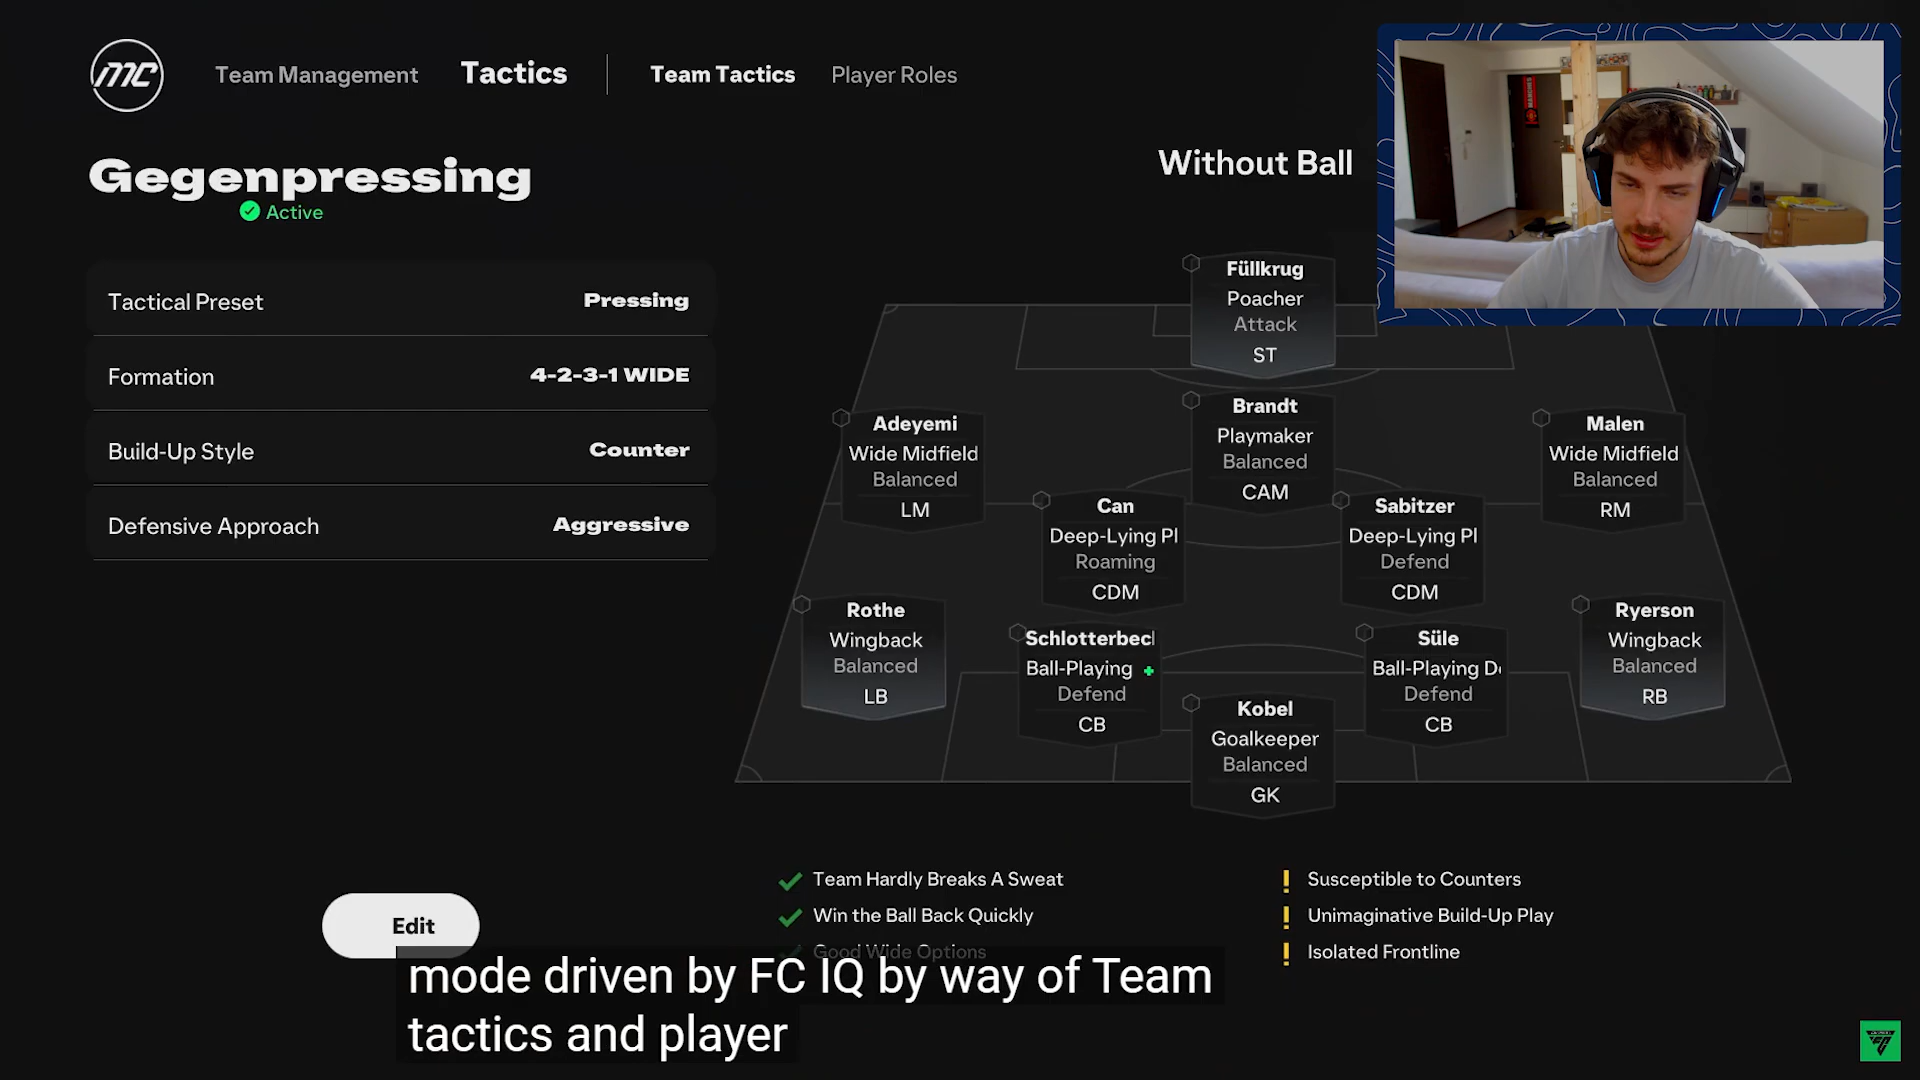 MC
Team Management
Tactics
Team Tactics
Player Roles
Gegenpressing
Active
Without Ball
Tactical Preset
Pressing
Formation
4-2-3-1 WIDE
Build-Up Style
Counter
Defensive Approach
Aggressive
Füllkrug
Poacher
Attack
ST
Adeyemi
Wide Midfield
Balanced
LM
Brandt
Playmaker
Balanced
CAM
Malen
Wide Midfield
Balanced
RM
Can
Deep-Lying Pl
Roaming
CDM
Sabitzer
Deep-Lying Pl
Defend
CDM
Rothe
Wingback
Balanced
LB
Schlotterbec
Ball-Playing
Defend
CB
Süle
Ball-Playing D
Defend
CB
Ryerson
Wingback
Balanced
RB
Kobel
Goalkeeper
Balanced
GK
Team Hardly Breaks A Sweat
Win the Ball Back Quickly
Good Wide Options
Susceptible to Counters
Unimaginative Build-Up Play
Isolated Frontline
Edit
mode driven by FC IQ by way of Team
tactics and player